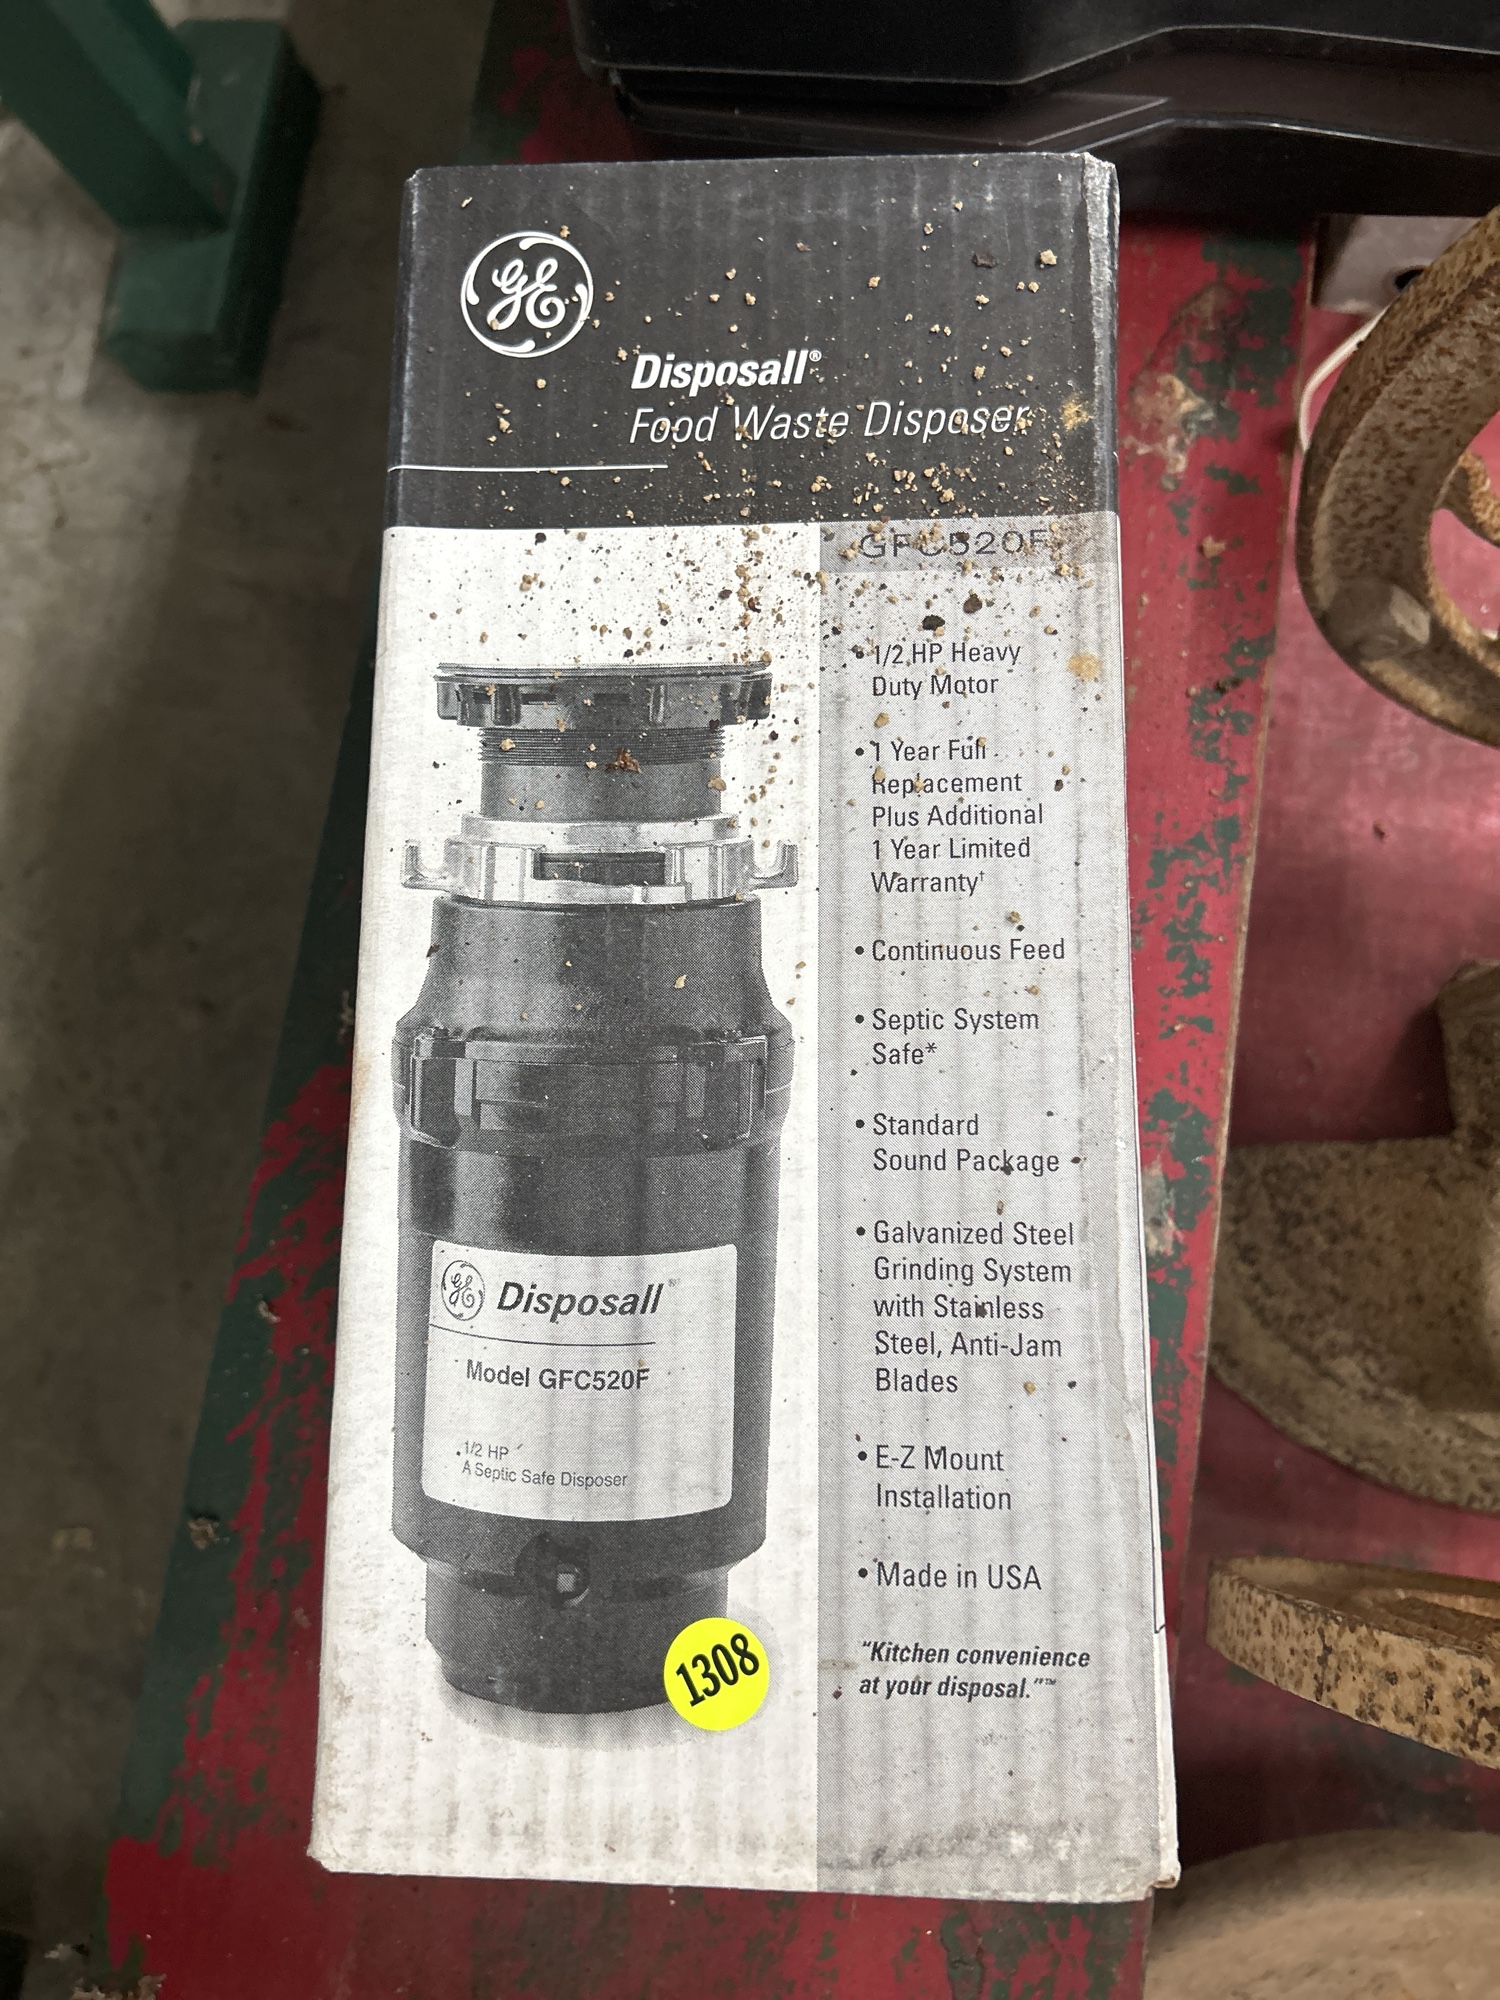 GE
Disposall®
Food Waste Disposer
GFC520F
• 1/2 HP Heavy
Duty Motor
• 1 Year Full
Replacement
Plus Additional
1 Year Limited
Warranty†
• Continuous Feed
• Septic System
Safe*
• Standard
Sound Package
• Galvanized Steel
Grinding System
with Stainless
Steel, Anti-Jam
Blades
• E-Z Mount
Installation
• Made in USA
"Kitchen convenience
at your disposal."™
GE Disposall®
Model GFC520F
1/2 HP
A Septic Safe Disposer
1308